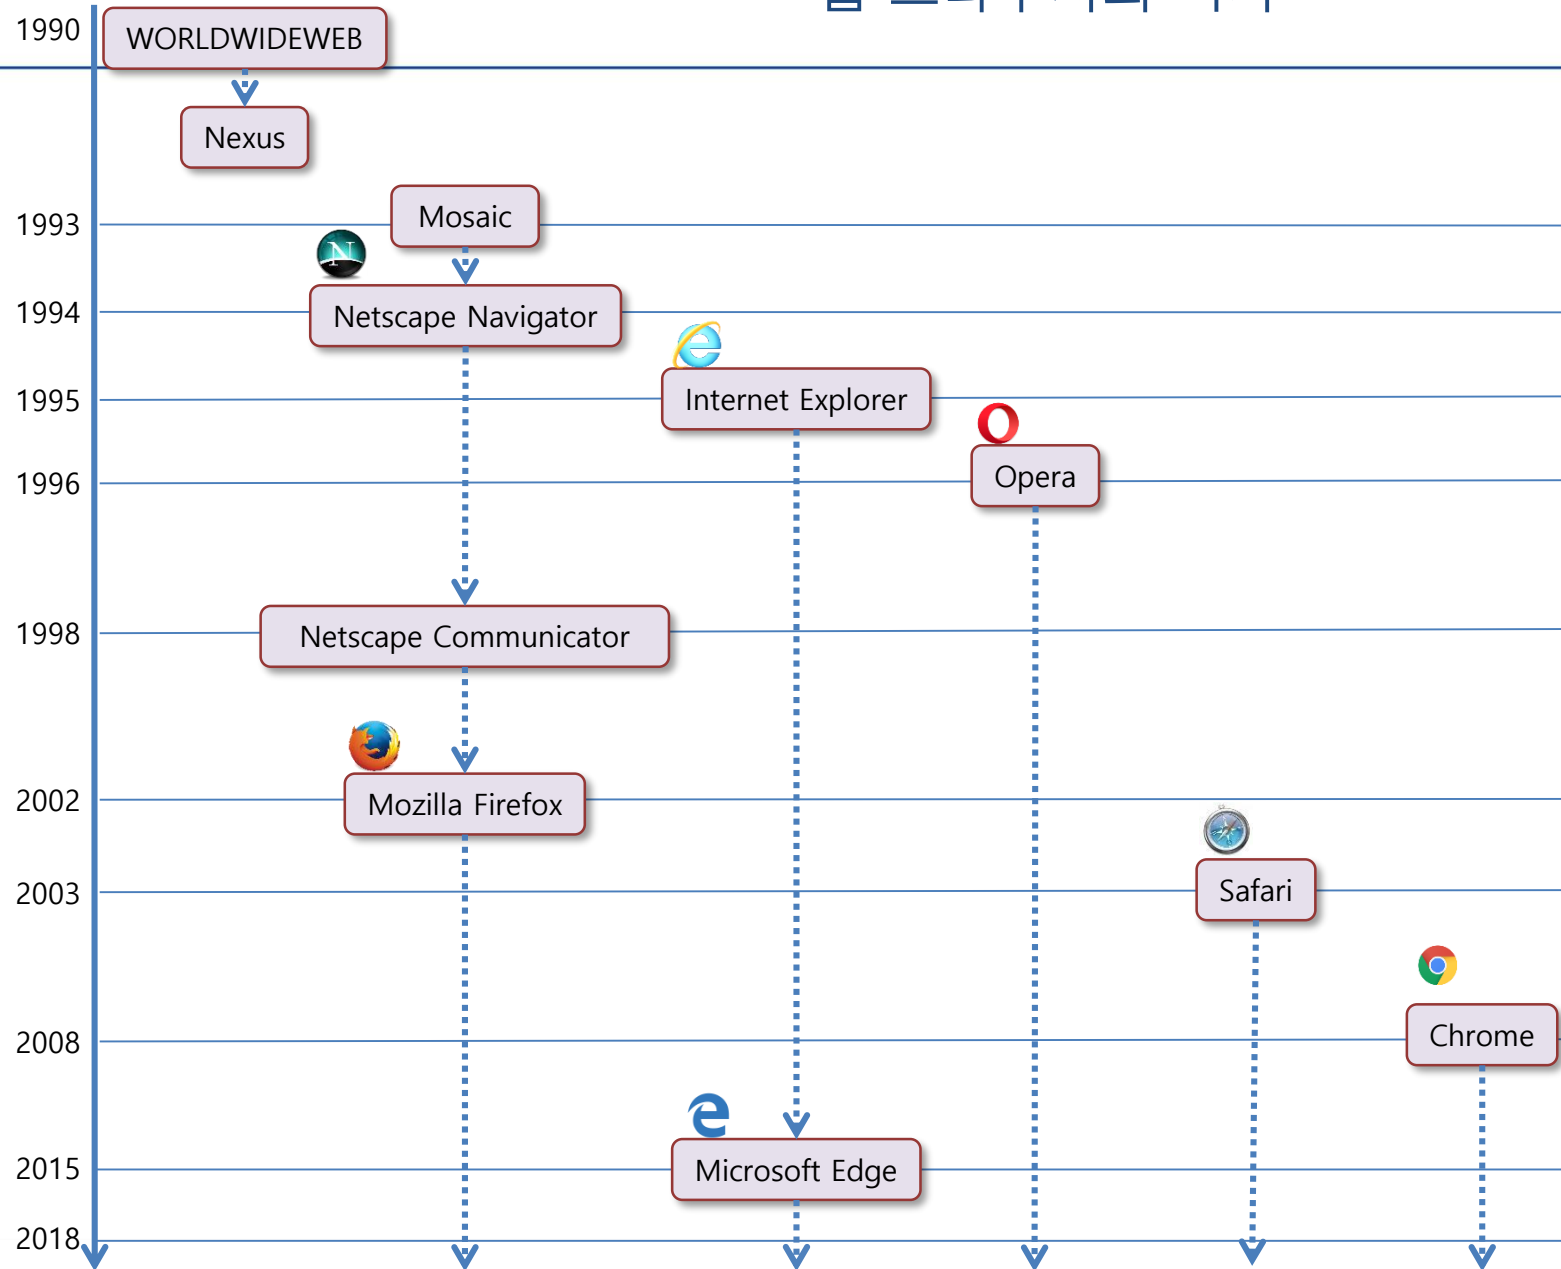 1990
WORLDWIDEWEB
Nexus
1993
Mosaic
N
1994
Netscape Navigator
1995
Internet Explorer
1996
Opera
1998
Netscape Communicator
2002
Mozilla Firefox
2003
Safari
2008
Chrome
2015
Microsoft Edge
2018